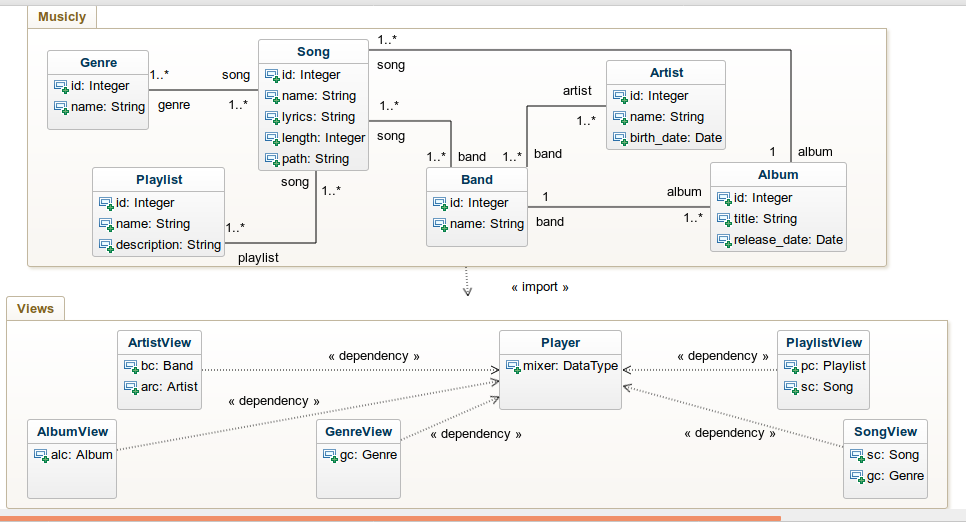 Musicly
Genre
id: Integer
name: String
1..*
song
genre
1..*
Song
id: Integer
name: String
lyrics: String
length: Integer
path: String
1..*
song
1..*
song
1..*
band
1..*
band
artist
1..*
Artist
id: Integer
name: String
birth_date: Date
1
album
Playlist
id: Integer
name: String
description: String
song
1..*
1..*
playlist
Band
id: Integer
name: String
1
band
album
1..*
Album
id: Integer
title: String
release_date: Date
« import »
Views
ArtistView
bc: Band
arc: Artist
« dependency »
Player
mixer: DataType
« dependency »
PlaylistView
pc: Playlist
sc: Song
« dependency »
AlbumView
alc: Album
GenreView
gc: Genre
« dependency »
« dependency »
SongView
sc: Song
gc: Genre